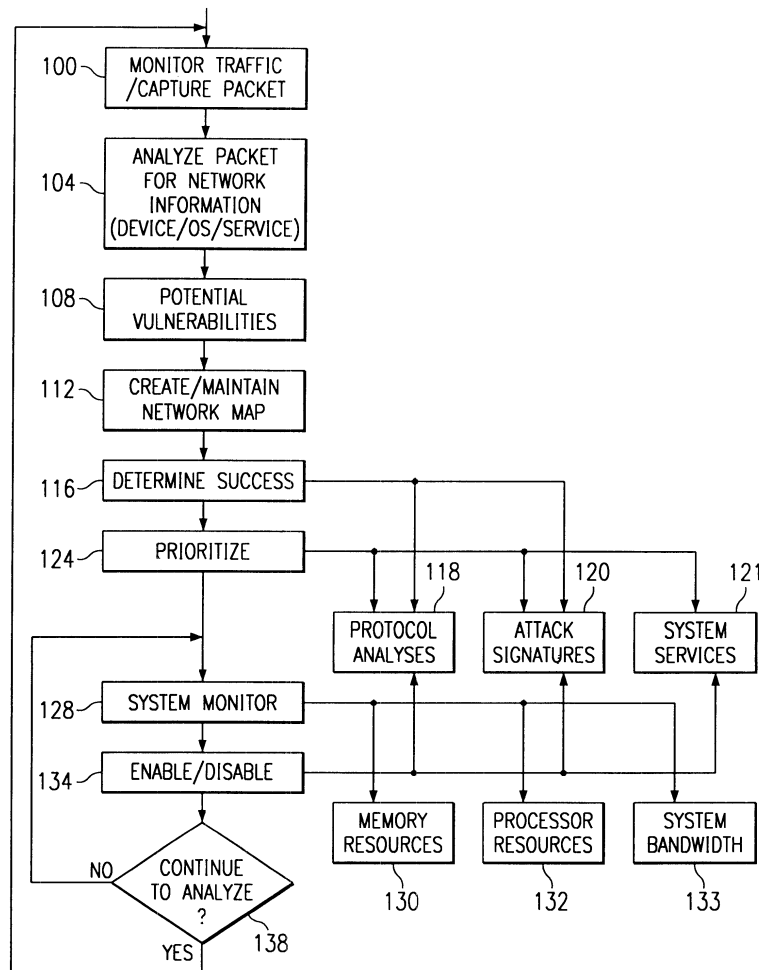 100
MONITOR TRAFFIC
/CAPTURE PACKET
104
ANALYZE PACKET
FOR NETWORK
INFORMATION
(DEVICE/OS/SERVICE)
108
POTENTIAL
VULNERABILITIES
112
CREATE/MAINTAIN
NETWORK MAP
116
DETERMINE SUCCESS
124
PRIORITIZE
118
PROTOCOL
ANALYSES
120
ATTACK
SIGNATURES
121
SYSTEM
SERVICES
128
SYSTEM MONITOR
134
ENABLE/DISABLE
MEMORY
RESOURCES
130
PROCESSOR
RESOURCES
132
SYSTEM
BANDWIDTH
133
NO
CONTINUE
TO ANALYZE
?
138
YES